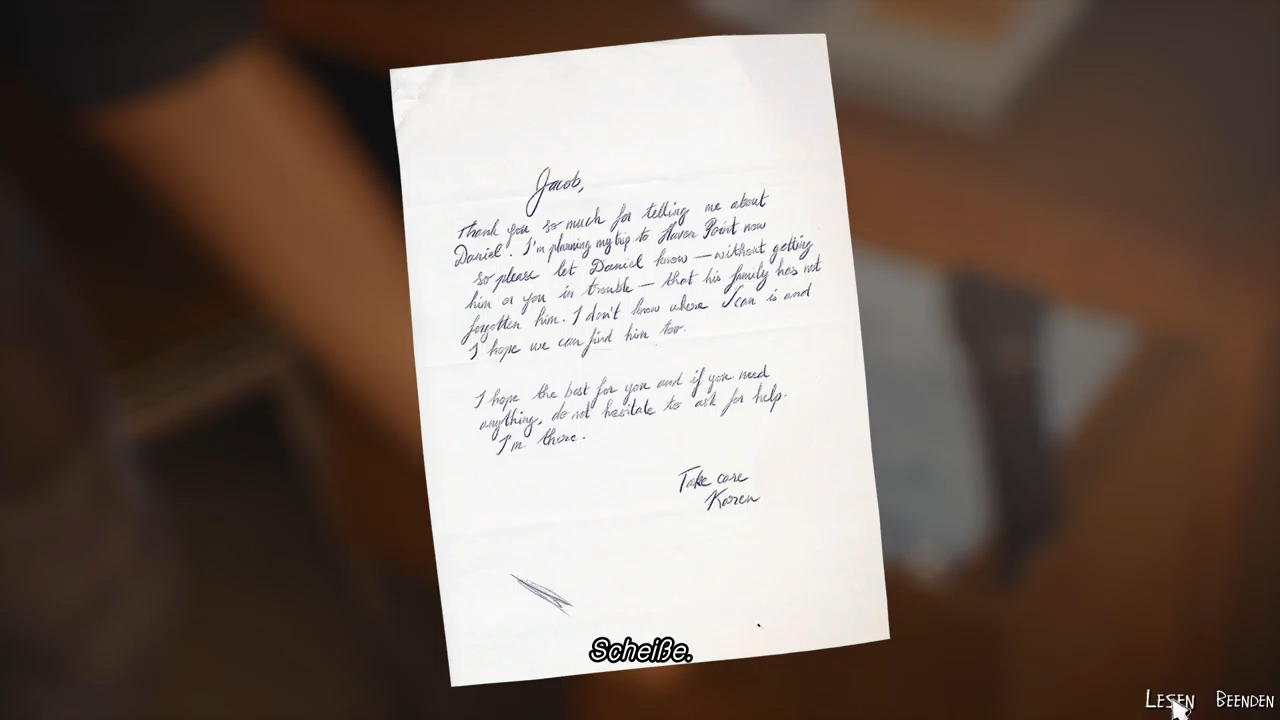 Jacob,
Thank you so much for telling me about
Daniel. I'm planning my trip to Haven Point now
so please let Daniel know — without getting
him or you in trouble — that his family has not
forgotten him. I don't know where Sean is and
I hope we can find him too.
I hope the best for you and if you need
anything, do not hesitate to ask for help.
I'm there.
Take care
Karen
Scheiße.
LESEN BEENDEN